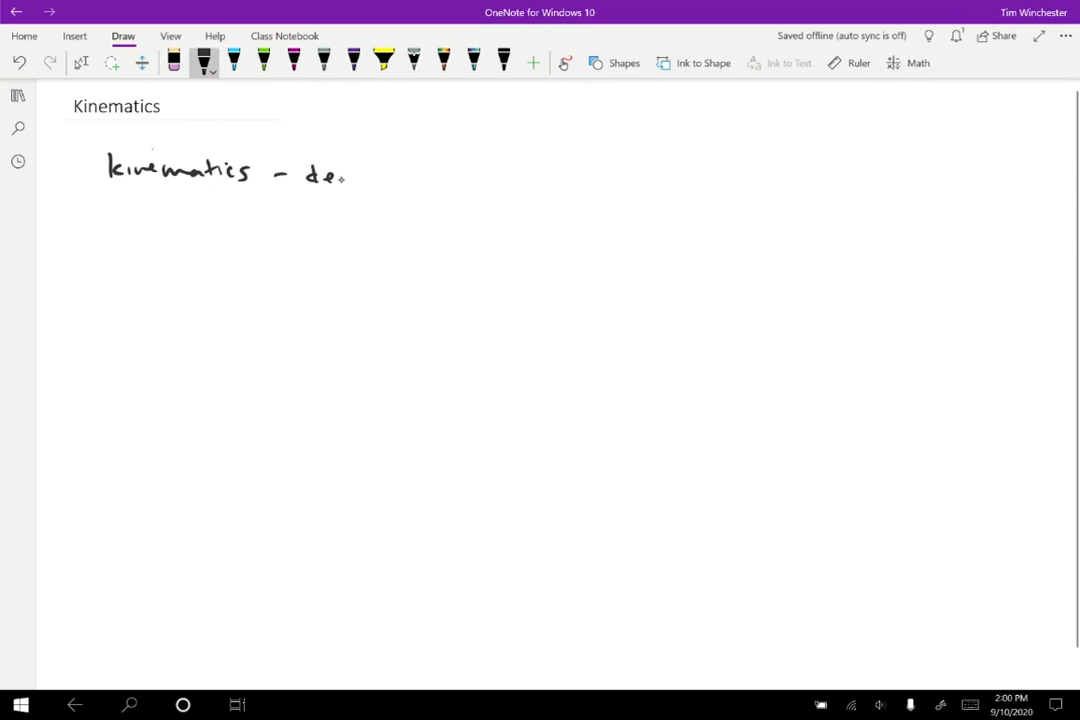 OneNote for Windows 10
Tim Winchester
Home Insert Draw View Help Class Notebook
Saved offline (auto sync is off)
1
Share
Shapes Ink to Shape Ink to Text Ruler Math
Kinematics
kinematics - de
2:00 PM
9/10/2020